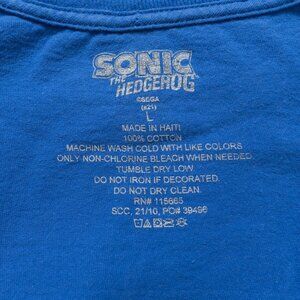 SONIC
THE
HEDGEHOG
©SEGA
(#21)
L
MADE IN HAITI
100% COTTON
MACHINE WASH COLD WITH LIKE COLORS
ONLY NON-CHLORINE BLEACH WHEN NEEDED.
TUMBLE DRY LOW.
DO NOT IRON IF DECORATED.
DO NOT DRY CLEAN.
RN# 115665
SCC, 21/10, PO# 39496